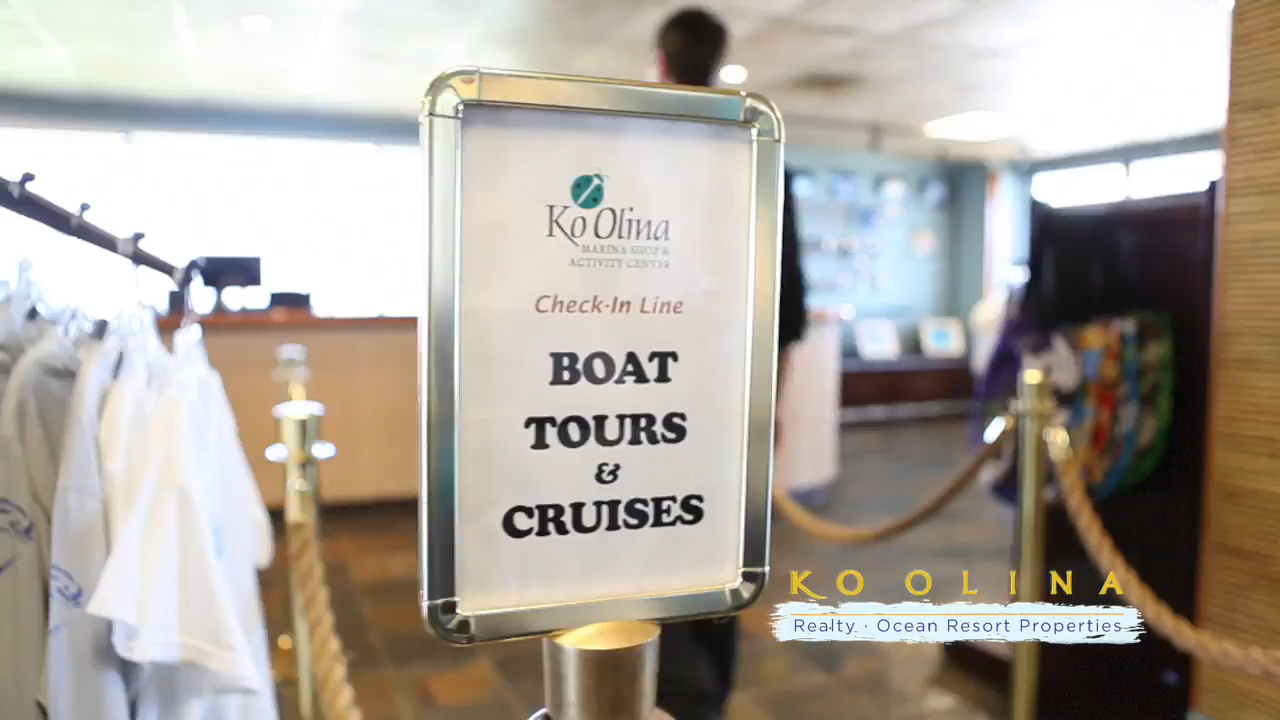 Ko Olina
MARINA SHOP &
ACTIVITY CENTER
Check-In Line
BOAT
TOURS
&
CRUISES
KO OLINA
Realty · Ocean Resort Properties